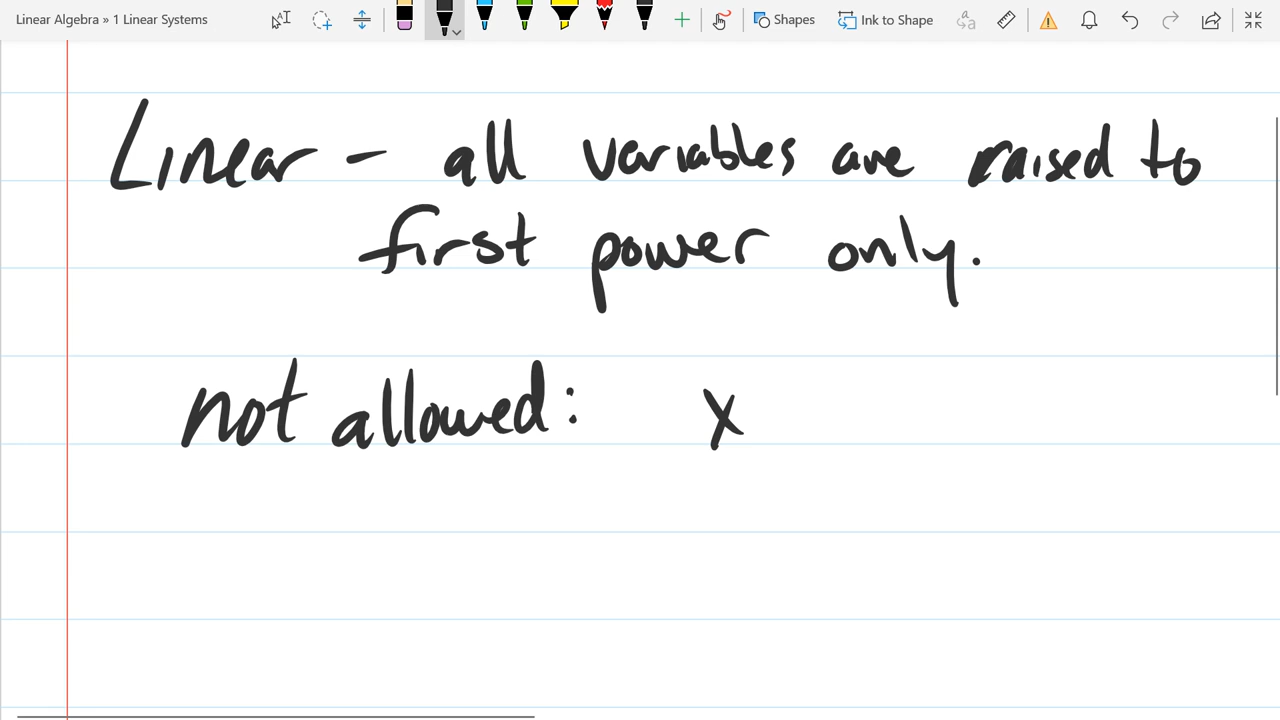 Linear Algebra » 1 Linear Systems Shapes Ink to Shape
Linear - all variables are raised to
first power only.
not allowed: x